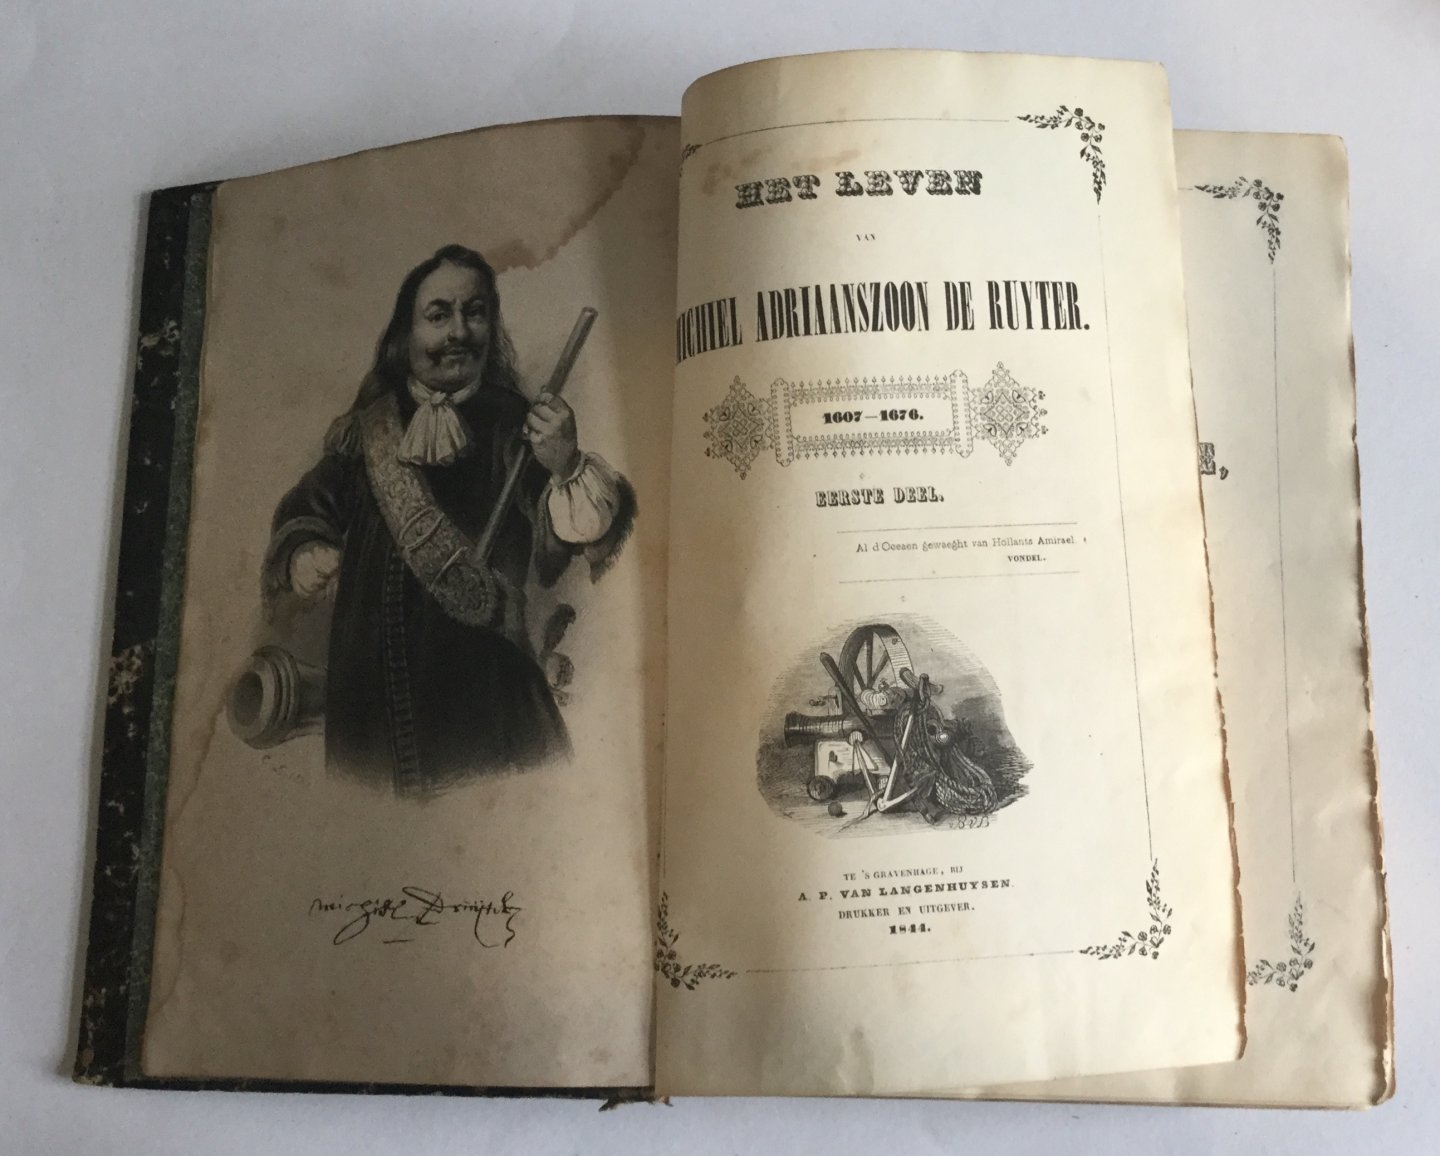 michiel
HET LEVEN
VAN
MICHIEL ADRIAANSZOON DE RUYTER.
1607—1676.
EERSTE DEEL.
Al d'Oceaen gewaeght van Hollants Amirael.
VONDEL.
TE 'S GRAVENHAGE, BIJ
A. P. VAN LANGENHUYSEN.
DRUKKER EN UITGEVER.
1844.
E,